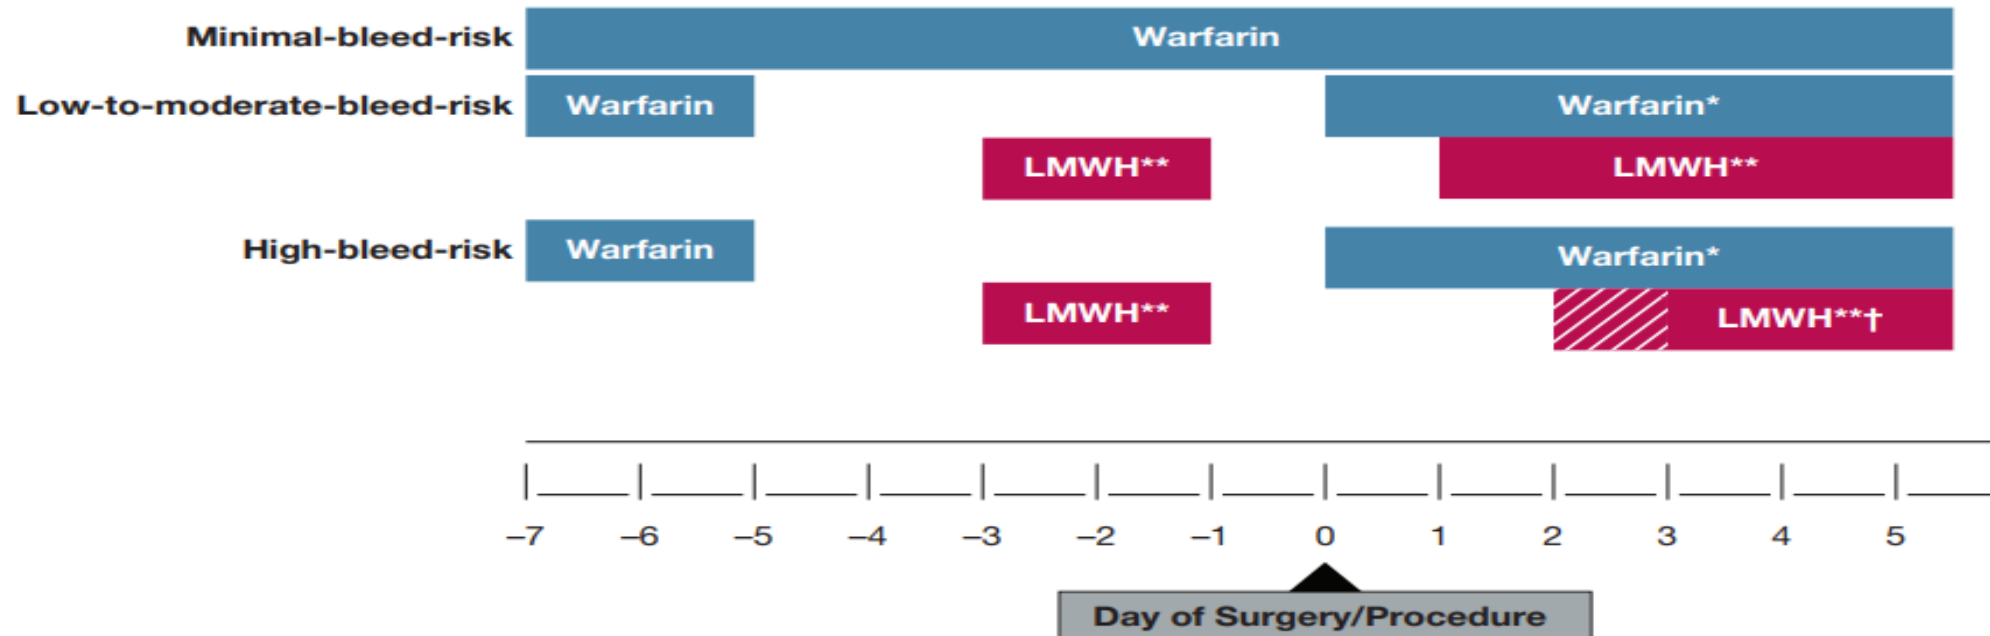 Minimal-bleed-risk Warfarin
Low-to-moderate-bleed-risk Warfarin Warfarin*
LMWH** LMWH**
High-bleed-risk Warfarin Warfarin*
LMWH** LMWH**†
–7 –6 –5 –4 –3 –2 –1 0 1 2 3 4 5
Day of Surgery/Procedure